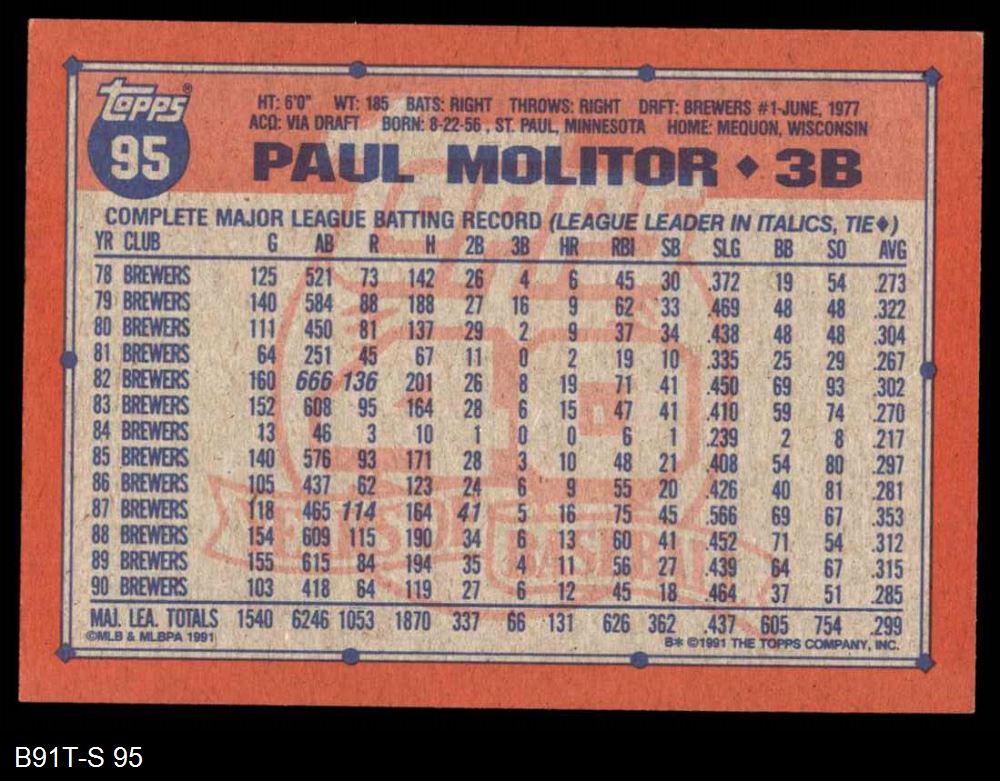 TOPPS®
95
HT: 6'0" WT: 185 BATS: RIGHT THROWS: RIGHT DRFT: BREWERS #1-JUNE, 1977
ACQ: VIA DRAFT BORN: 8-22-56, ST. PAUL, MINNESOTA HOME: MEQUON, WISCONSIN
PAUL MOLITOR ♦ 3B
COMPLETE MAJOR LEAGUE BATTING RECORD (LEAGUE LEADER IN ITALICS, TIE♦)
YR CLUB G AB R H 2B 3B HR RBI SB SLG BB SO AVG
78 BREWERS 125 521 73 142 26 4 6 45 30 .372 19 54 .273
79 BREWERS 140 584 88 188 27 16 9 62 33 .469 48 48 .322
80 BREWERS 111 450 81 137 29 2 9 37 34 .438 48 48 .304
81 BREWERS 64 251 45 67 11 0 2 19 10 .335 25 29 .267
82 BREWERS 160 666 136 201 26 8 19 71 41 .450 69 93 .302
83 BREWERS 152 608 95 164 28 6 15 47 41 .410 59 74 .270
84 BREWERS 13 46 3 10 1 0 0 6 1 .239 2 8 .217
85 BREWERS 140 576 93 171 28 3 10 48 21 .408 54 80 .297
86 BREWERS 105 437 62 123 24 6 9 55 20 .426 40 81 .281
87 BREWERS 118 465 114 164 41 5 16 75 45 .566 69 67 .353
88 BREWERS 154 609 115 190 34 6 13 60 41 .452 71 54 .312
89 BREWERS 155 615 84 194 35 4 11 56 27 .439 64 67 .315
90 BREWERS 103 418 64 119 27 6 12 45 18 .464 37 51 .285
MAJ. LEA. TOTALS 1540 6246 1053 1870 337 66 131 626 362 .437 605 754 .299
©MLB & MLBPA 1991
B* ©1991 THE TOPPS COMPANY, INC.
TOPPS
40
YEARS OF BASEBALL
B91T-S 95